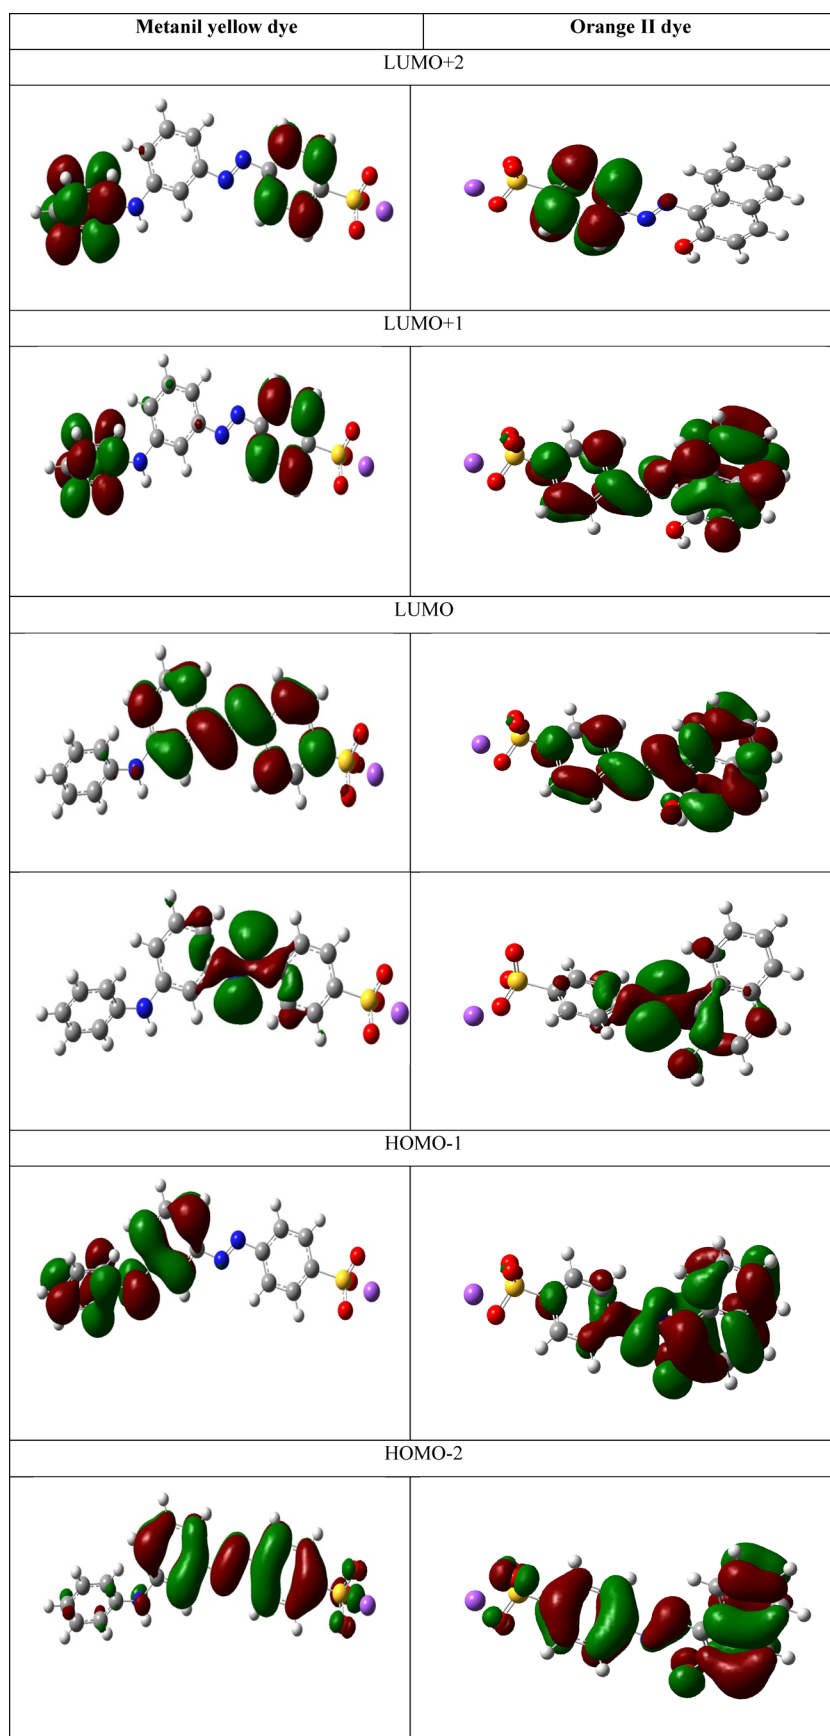 Metanil yellow dye
Orange II dye
LUMO+2
LUMO+1
LUMO
HOMO-1
HOMO-2